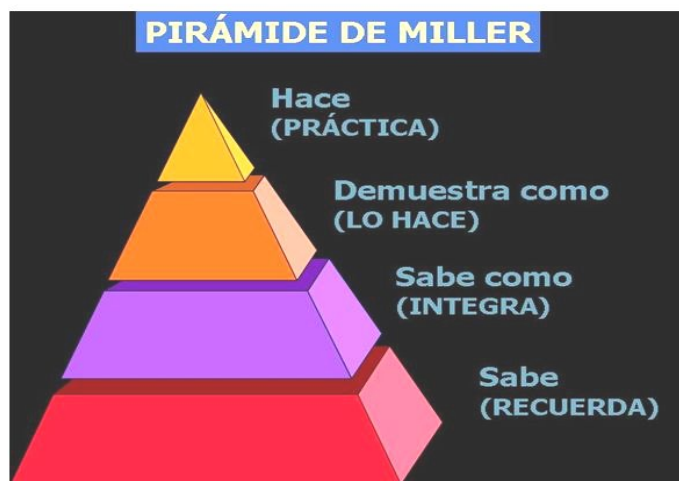 PIRÁMIDE DE MILLER
Hace
(PRÁCTICA)
Demuestra como
(LO HACE)
Sabe como
(INTEGRA)
Sabe
(RECUERDA)